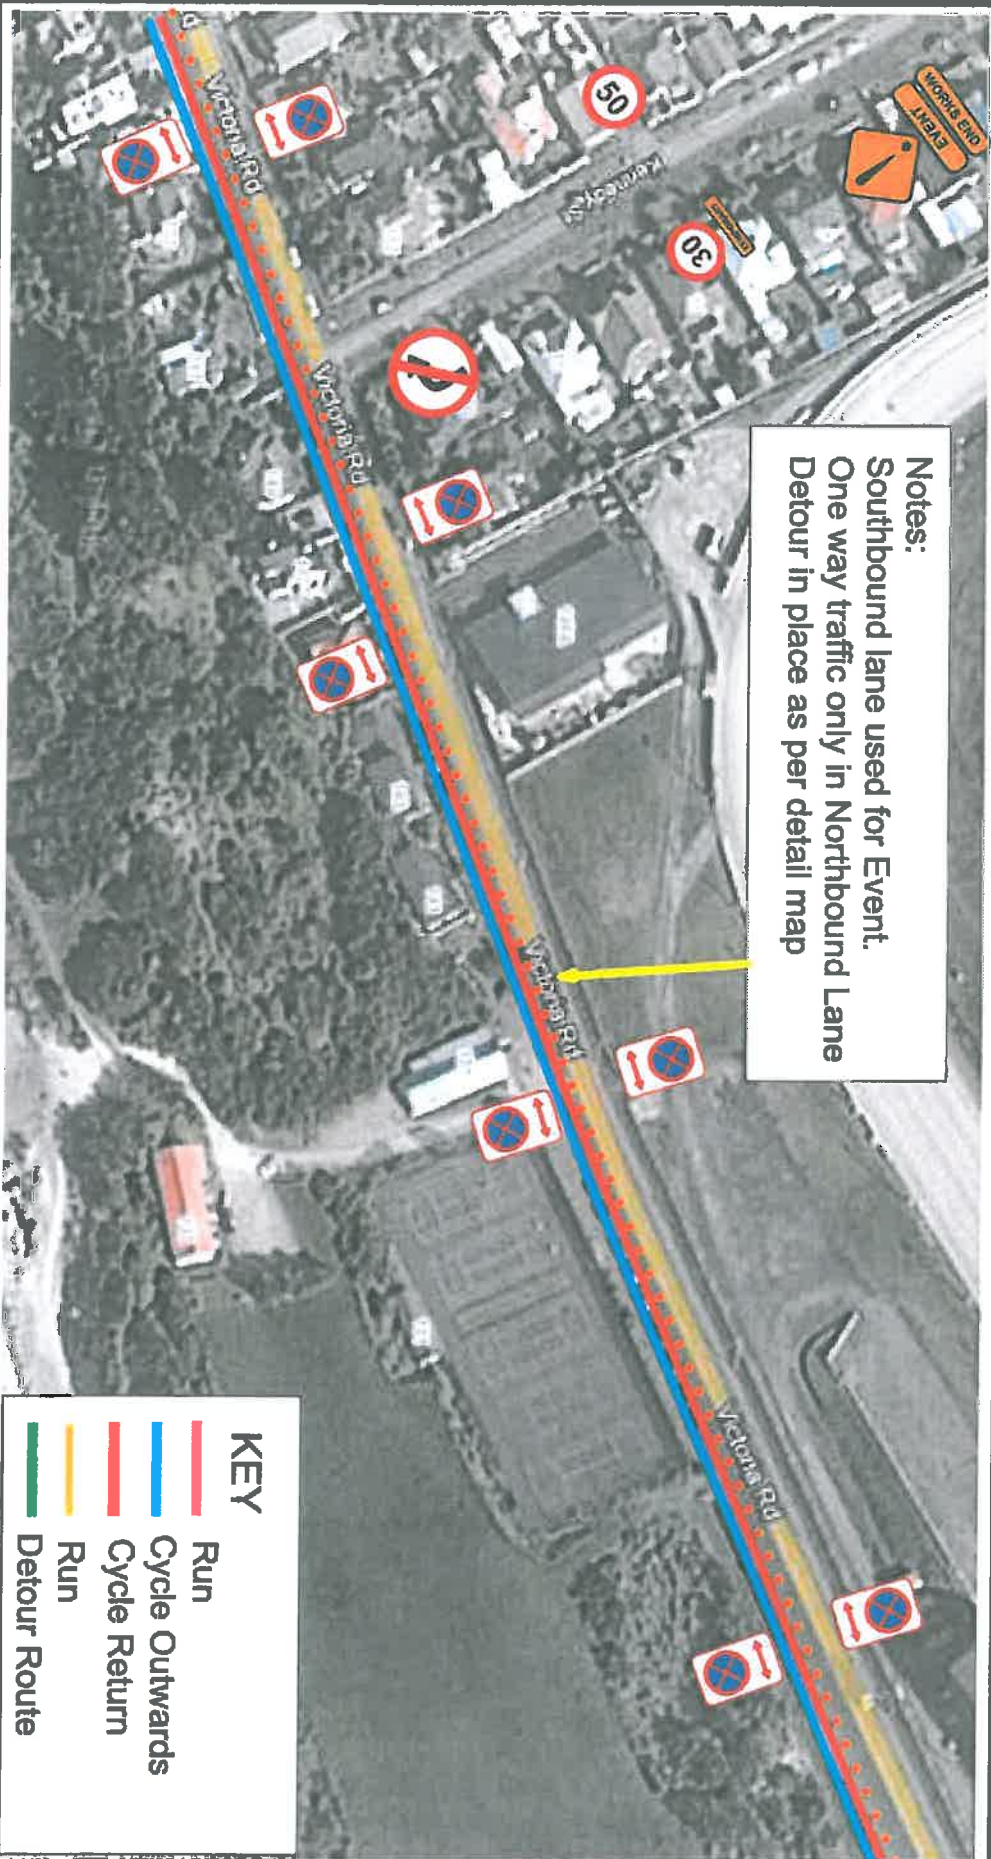 Notes:
Southbound lane used for Event.
One way traffic only in Northbound Lane
Detour in place as per detail map
WORKS END
EVENT
50
30
Kennedy St
Victoria Rd
Victoria Rd
Victoria Rd
Victoria Rd
KEY
Run
Cycle Outwards
Cycle Return
Run
Detour Route